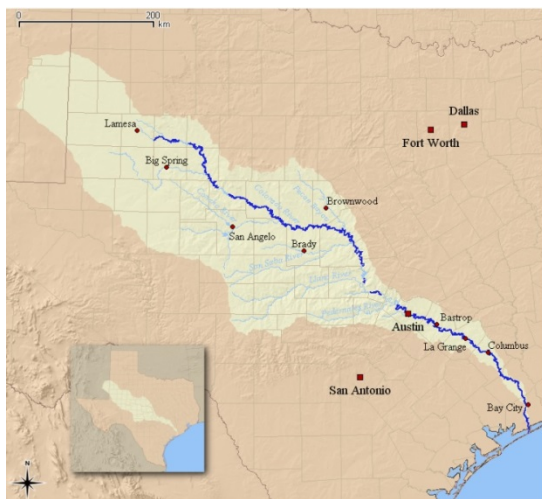 0 200
km
Dallas
Fort Worth
Lamesa
Big Spring
Brownwood
San Angelo
Brady
Austin
Bastrop
La Grange
Columbus
San Antonio
Bay City
N